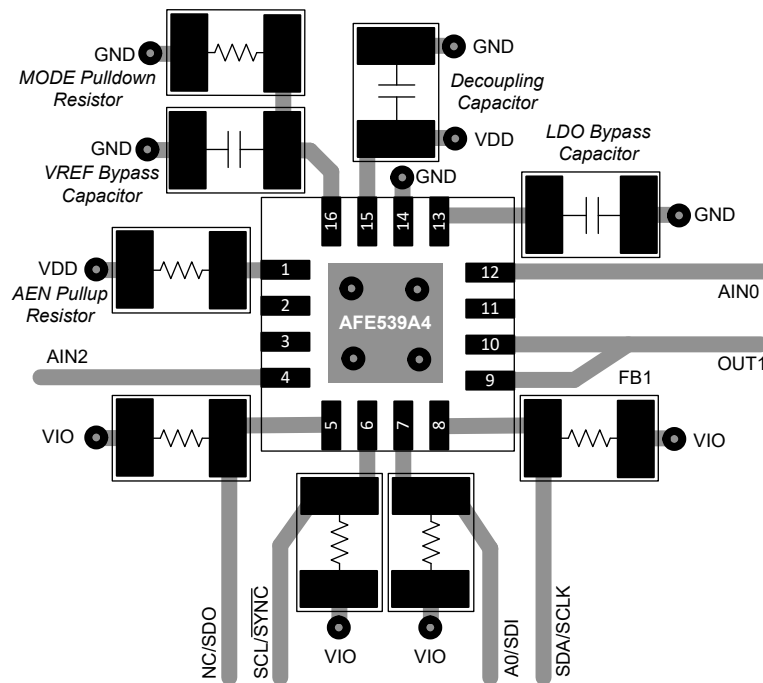 GND
MODE Pulldown
Resistor
GND
Decoupling
Capacitor
VDD
GND
VREF Bypass
Capacitor
LDO Bypass
Capacitor
GND
GND
16
15
14
13
VDD
AEN Pullup
Resistor
1
2
3
4
AFE539A4
12
11
10
9
AIN0
OUT1
FB1
AIN2
VIO
5
6
7
8
VIO
NC/SDO
SCL/SYNC
VIO
VIO
A0/SDI
SDA/SCLK